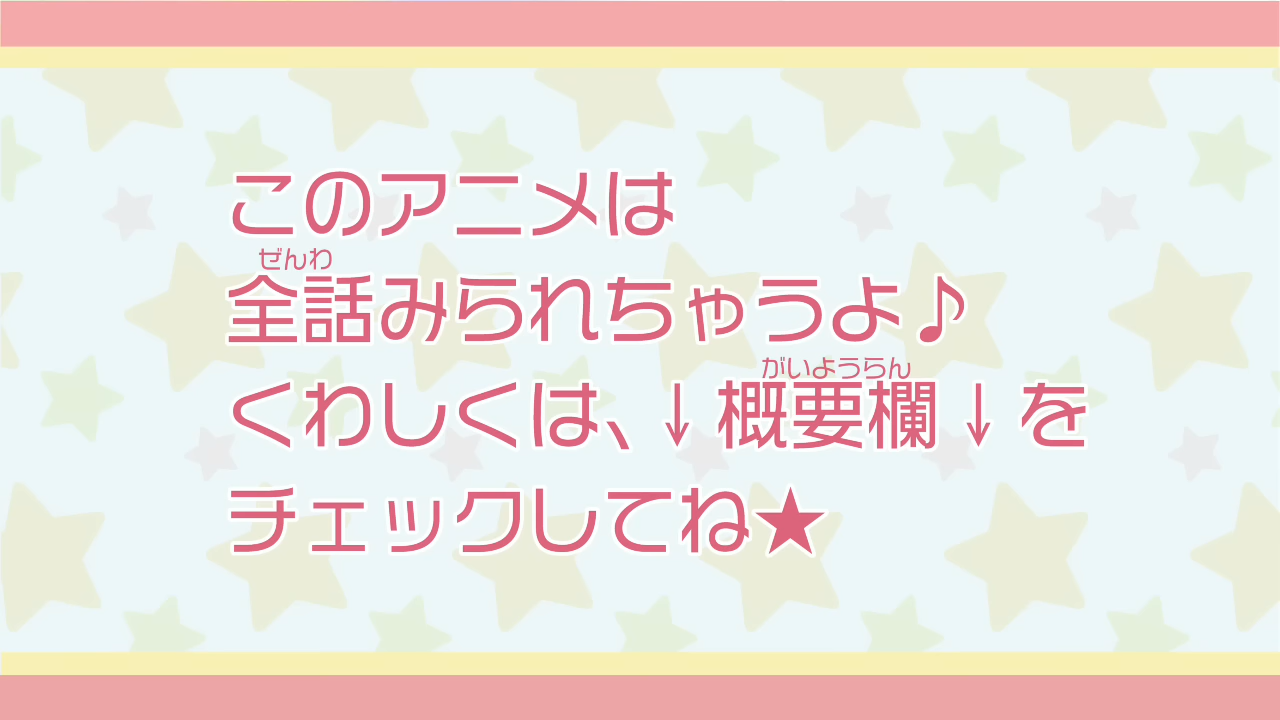 このアニメは
ぜんわ
全話みられちゃうよ♪
がいようらん
くわしくは、↓概要欄↓を
チェックしてね★